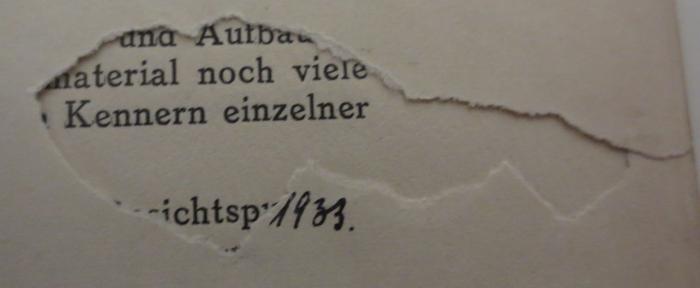 und Aufbau
material noch viele
Kennern einzelner
ichtsp 1933.